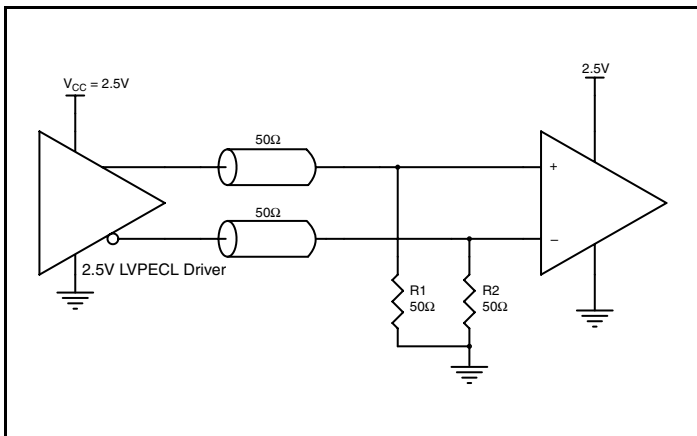 V_CC = 2.5V
2.5V
50Ω
50Ω
+
−
2.5V LVPECL Driver
R1
50Ω
R2
50Ω